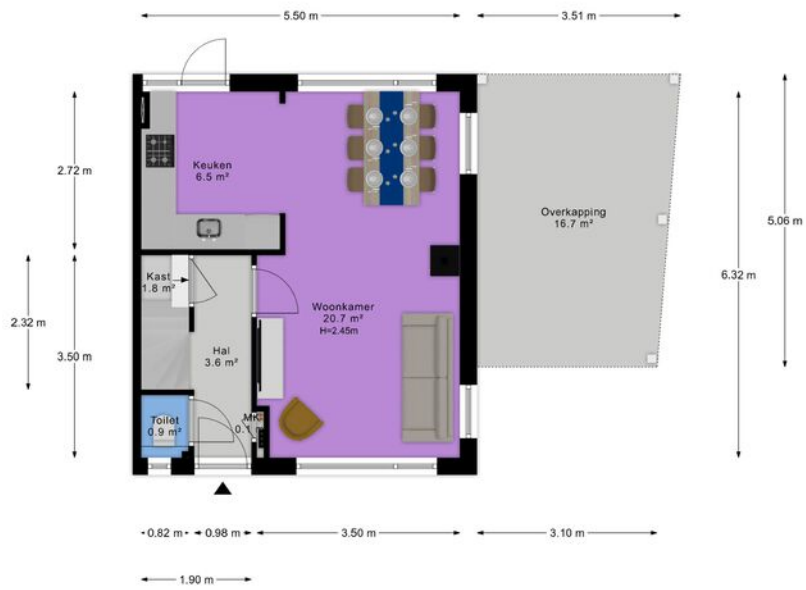 5.50 m
3.51 m
Keuken
6.5 m²
2.72 m
Overkapping
16.7 m²
5.06 m
6.32 m
Kast
1.8 m²
Woonkamer
20.7 m²
H=2.45m
2.32 m
3.50 m
Hal
3.6 m²
Toilet
0.9 m²
MK
0.1
0.82 m
0.98 m
3.50 m
3.10 m
1.90 m